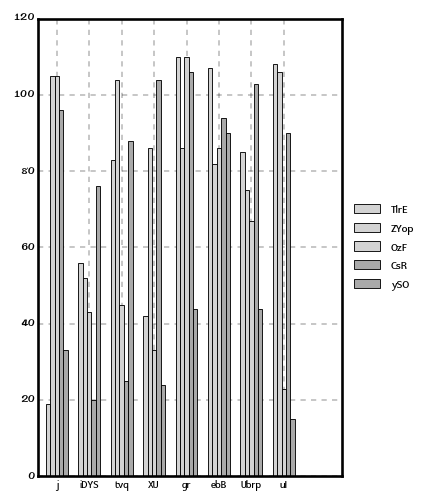 120
100
80
60
40
20
0
j iDYS tvq XU gr ebB Ubrp ul
TlrE
ZYop
OzF
CsR
ySO